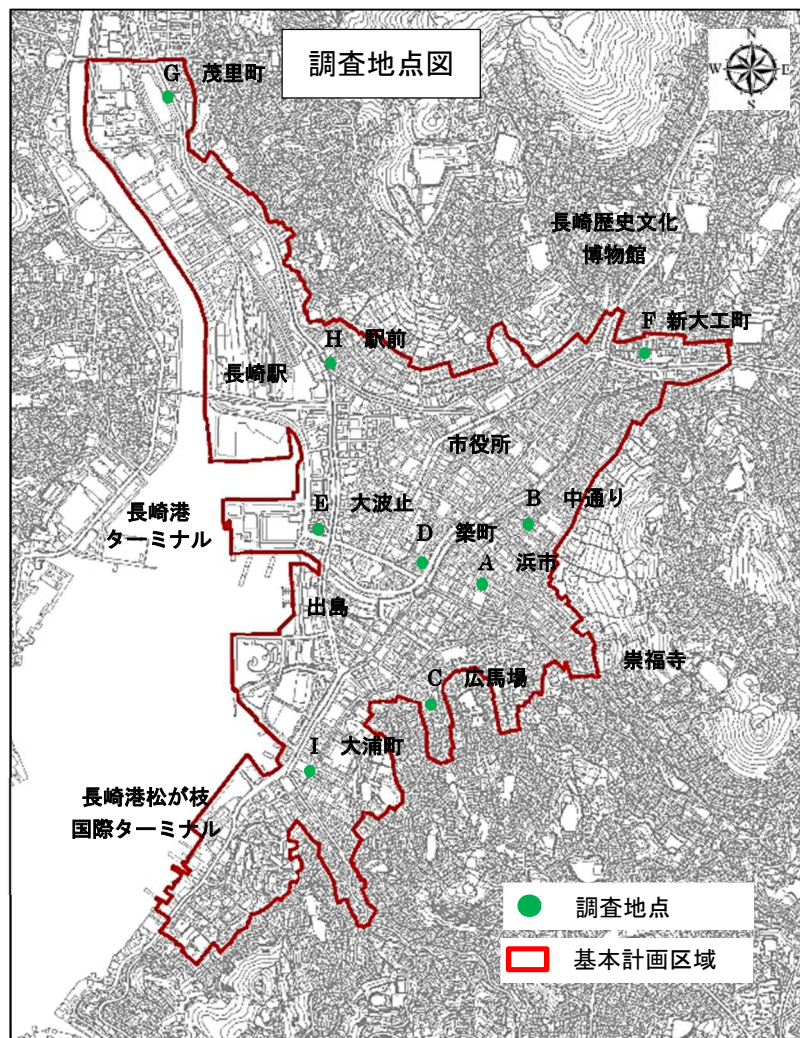 調査地点図
N
W E
S
G 茂里町
長崎歴史文化
博物館
F 新大工町
H 駅前
長崎駅
市役所
B 中通り
E 大波止
長崎港
ターミナル
D 築町
A 浜市
出島
崇福寺
C 広馬場
I 大浦町
長崎港松が枝
国際ターミナル
調査地点
基本計画区域